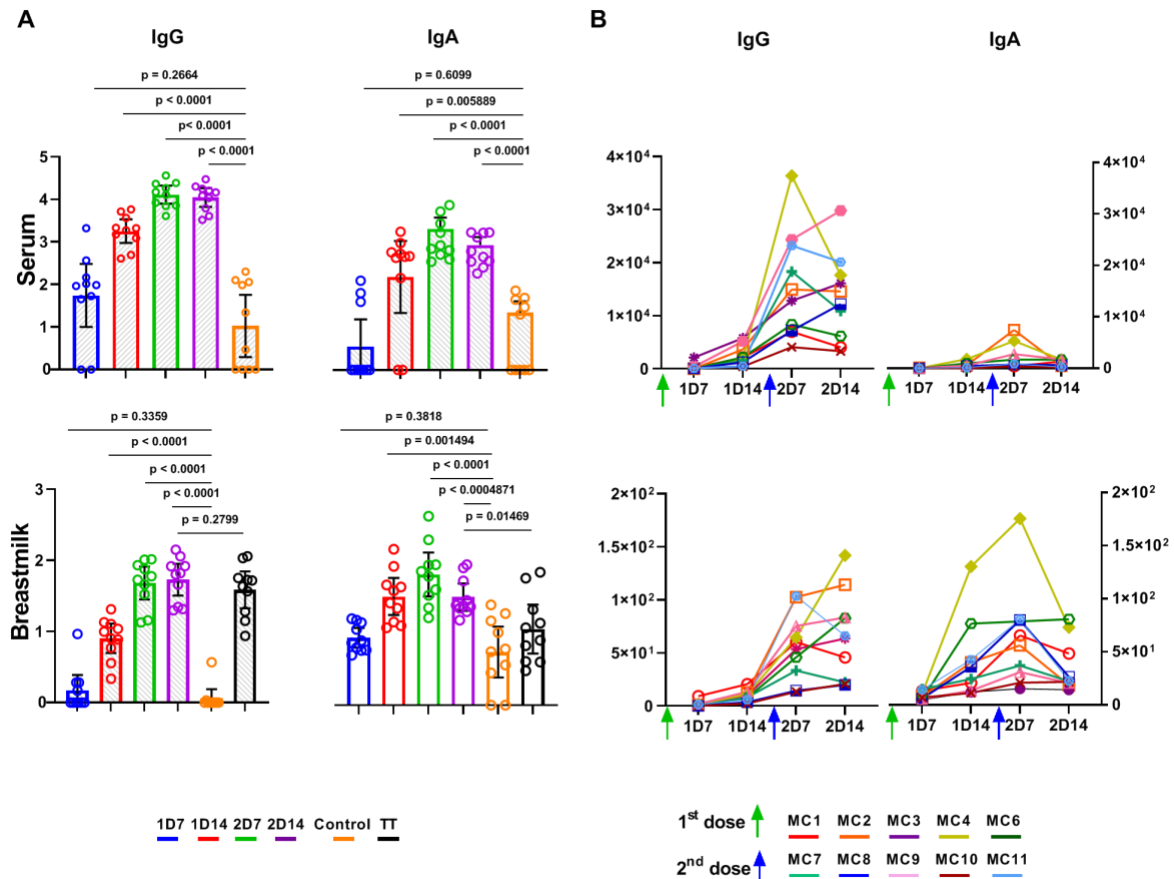 A
B
IgG
IgA
IgG
IgA
p = 0.2664
p < 0.0001
p< 0.0001
p < 0.0001
p = 0.6099
p = 0.005889
p < 0.0001
p < 0.0001
Serum
5
4
3
2
1
0
4×10⁴
3×10⁴
2×10⁴
1×10⁴
0
1D7 1D14 2D7 2D14
1D7 1D14 2D7 2D14
4×10⁴
3×10⁴
2×10⁴
1×10⁴
0
p = 0.3359
p < 0.0001
p < 0.0001
p < 0.0001
p = 0.2799
p = 0.3818
p = 0.001494
p < 0.0001
p < 0.0004871
p = 0.01469
Breastmilk
3
2
1
0
2×10²
1×10²
5×10¹
0
1D7 1D14 2D7 2D14
1D7 1D14 2D7 2D14
2×10²
2×10²
1×10²
5×10¹
0
1D7 1D14 2D7 2D14 Control TT
1st dose MC1 MC2 MC3 MC4 MC6
2nd dose MC7 MC8 MC9 MC10 MC11